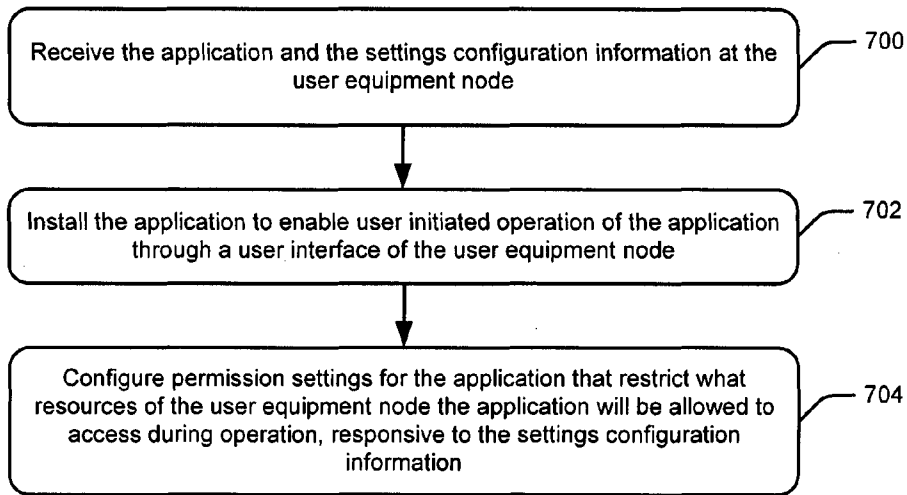 Receive the application and the settings configuration information at the
user equipment node
700
Install the application to enable user initiated operation of the application
through a user interface of the user equipment node
702
Configure permission settings for the application that restrict what
resources of the user equipment node the application will be allowed to
access during operation, responsive to the settings configuration
information
704